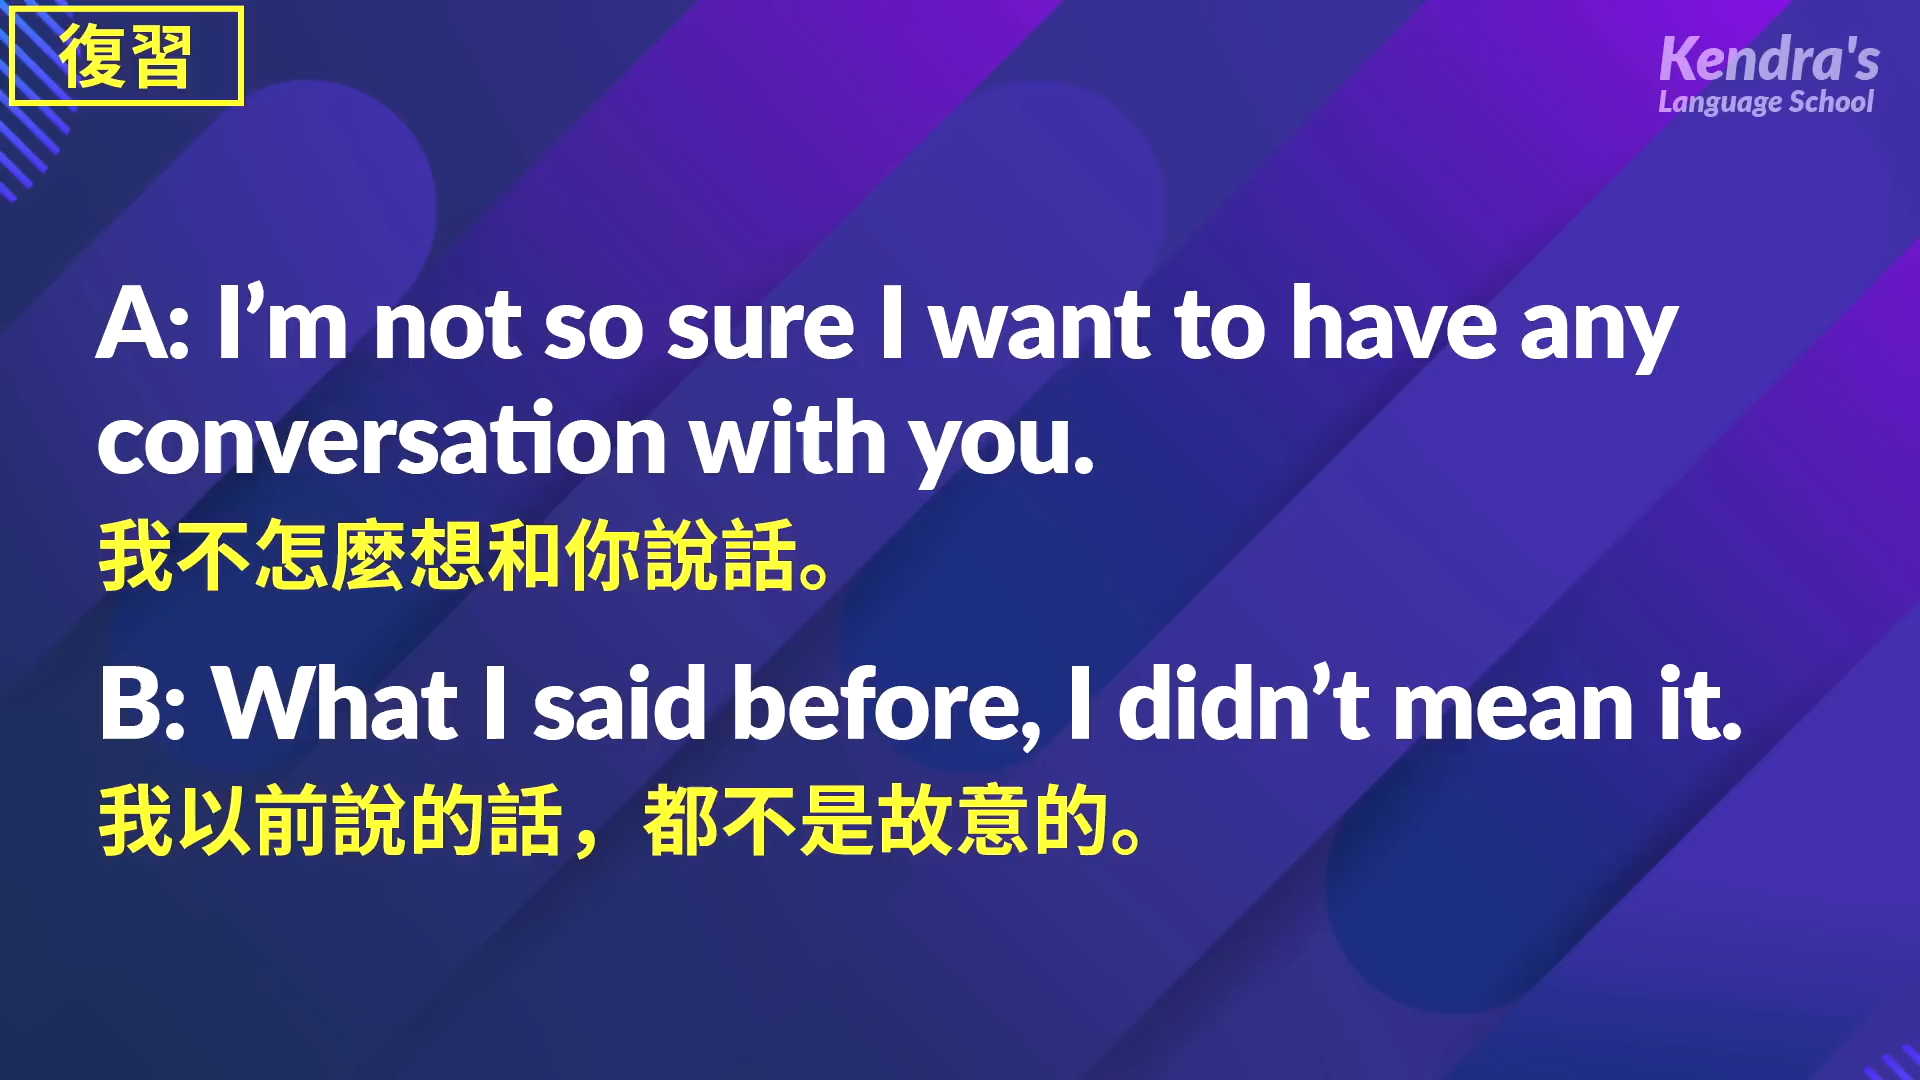 復習
Kendra's
Language School
A: I’m not so sure I want to have any
conversation with you.
我不怎麼想和你說話。
B: What I said before, I didn’t mean it.
我以前說的話，都不是故意的。